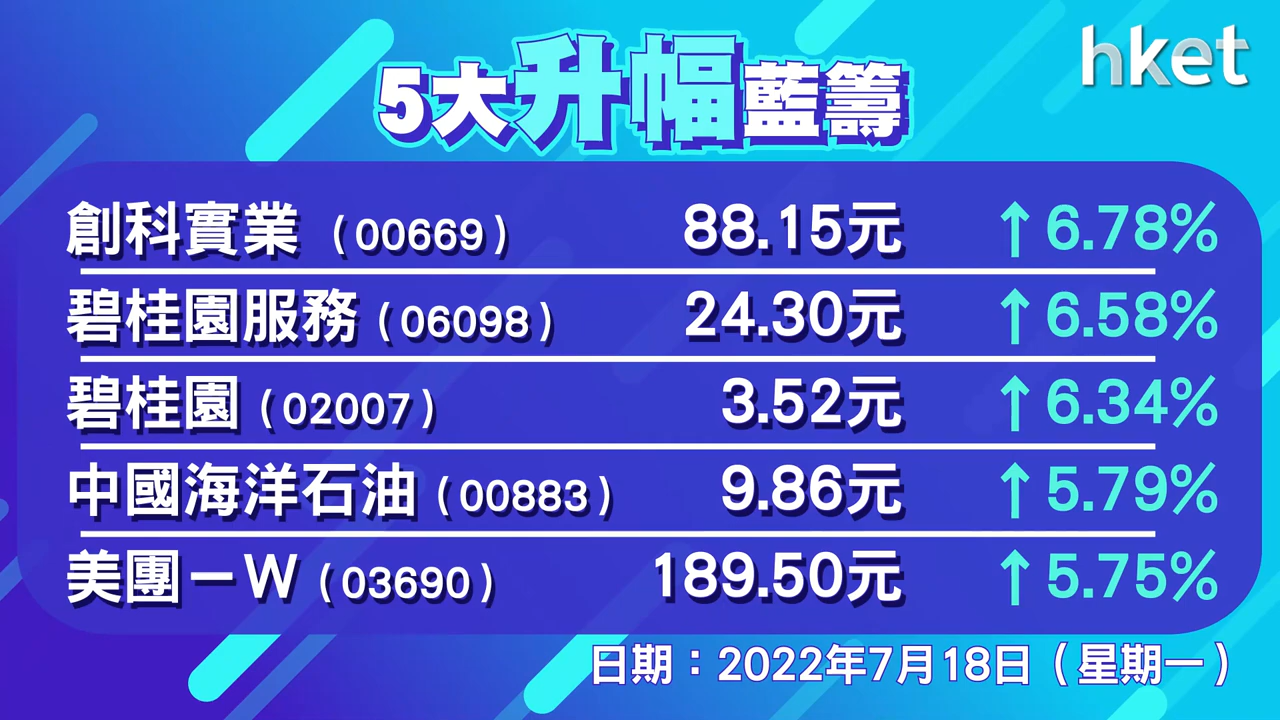 hket
5大升幅藍籌
創科實業（00669） 88.15元 ↑6.78%
碧桂園服務（06098） 24.30元 ↑6.58%
碧桂園（02007） 3.52元 ↑6.34%
中國海洋石油（00883） 9.86元 ↑5.79%
美團－W（03690） 189.50元 ↑5.75%
日期：2022年7月18日（星期一）